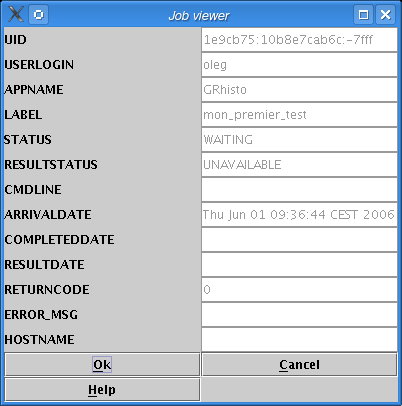 Job viewer
UID 1e9cb75:10b8e7cab6c:-7fff
USERLOGIN oleg
APPNAME GRhisto
LABEL mon_premier_test
STATUS WAITING
RESULTSTATUS UNAVAILABLE
CMDLINE
ARRIVALDATE Thu Jun 01 09:36:44 CEST 2006
COMPLETEDDATE
RESULTDATE
RETURNCODE 0
ERROR_MSG
HOSTNAME
Ok Cancel
Help